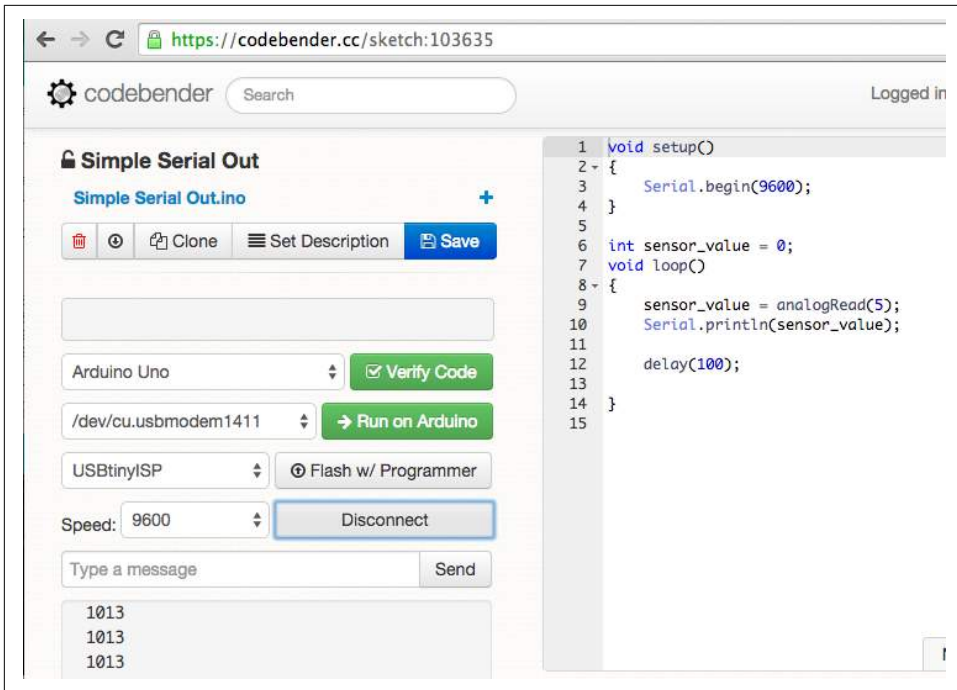 https://codebender.cc/sketch:103635
codebender
Search
Logged in
Simple Serial Out
Simple Serial Out.ino
+
Clone
Set Description
Save
Arduino Uno
Verify Code
/dev/cu.usbmodem1411
Run on Arduino
USBtinyISP
Flash w/ Programmer
Speed: 9600
Disconnect
Type a message
Send
1013
1013
1013
1 void setup()
2 {
3 Serial.begin(9600);
4 }
5
6 int sensor_value = 0;
7 void loop()
8 {
9 sensor_value = analogRead(5);
10 Serial.println(sensor_value);
11
12 delay(100);
13
14 }
15